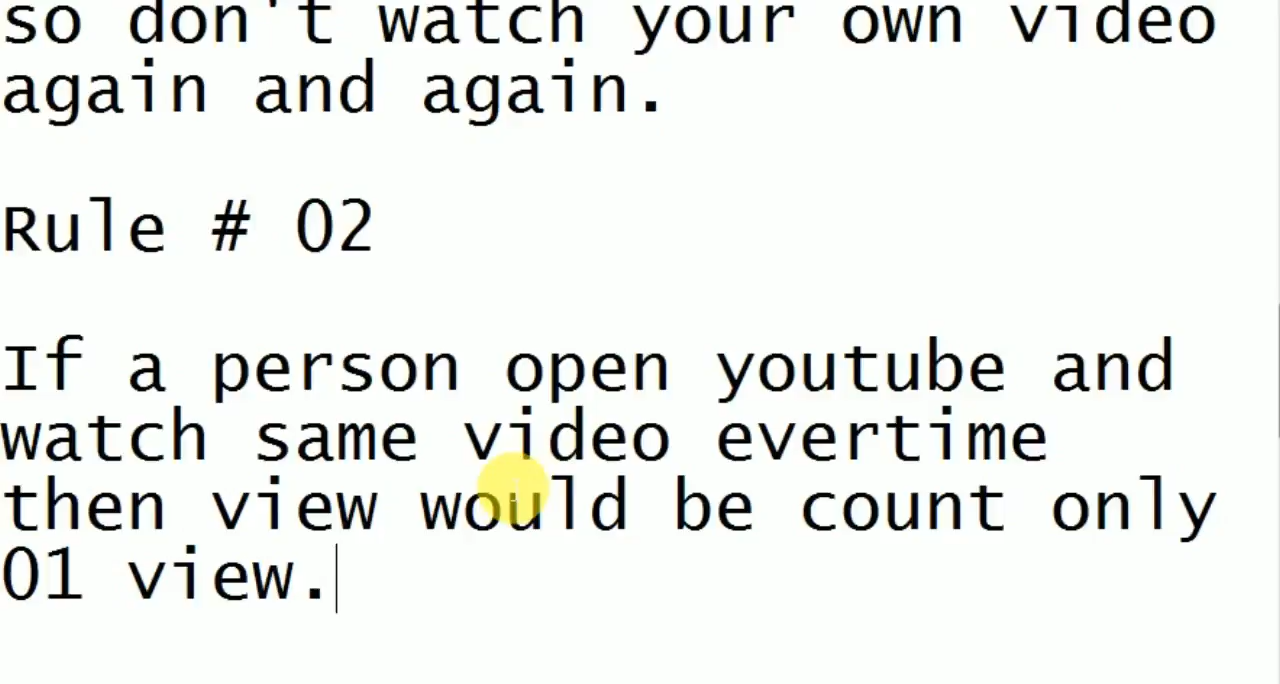 so don't watch your own video
again and again.
Rule # 02
If a person open youtube and
watch same video evertime
then view would be count only
01 view.